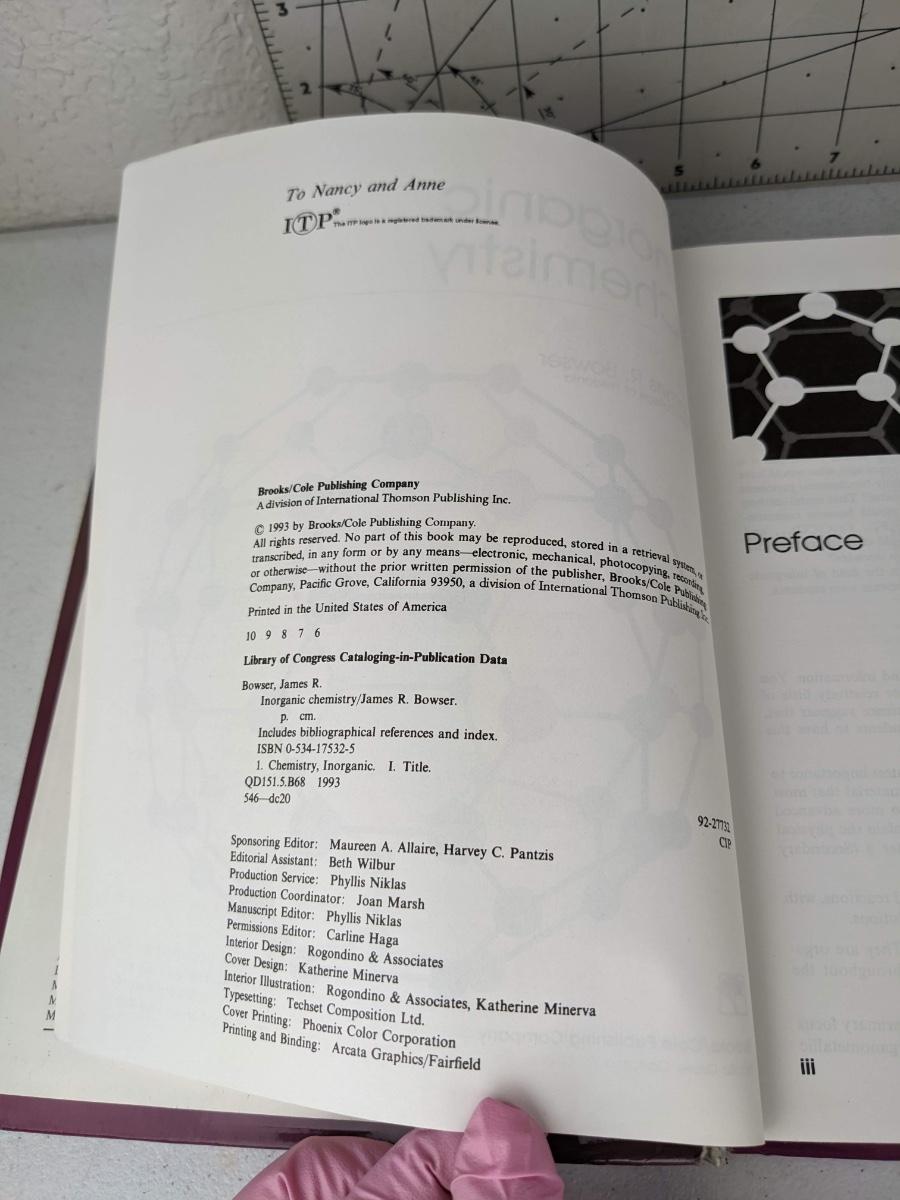 3
2
5
6
7
To Nancy and Anne
ITP® The ITP logo is a registered trademark under license.
Brooks/Cole Publishing Company
A division of International Thomson Publishing Inc.
© 1993 by Brooks/Cole Publishing Company.
All rights reserved. No part of this book may be reproduced, stored in a retrieval system, or
transcribed, in any form or by any means—electronic, mechanical, photocopying, recording,
or otherwise—without the prior written permission of the publisher, Brooks/Cole Publishing
Company, Pacific Grove, California 93950, a division of International Thomson Publishing Inc.
Printed in the United States of America
10 9 8 7 6
Library of Congress Cataloging-in-Publication Data
Bowser, James R.
Inorganic chemistry/James R. Bowser.
p. cm.
Includes bibliographical references and index.
ISBN 0-534-17532-5
1. Chemistry, Inorganic. I. Title.
QD151.5.B68 1993
546—dc20
92-27732
CIP
Sponsoring Editor: Maureen A. Allaire, Harvey C. Pantzis
Editorial Assistant: Beth Wilbur
Production Service: Phyllis Niklas
Production Coordinator: Joan Marsh
Manuscript Editor: Phyllis Niklas
Permissions Editor: Carline Haga
Interior Design: Rogondino & Associates
Cover Design: Katherine Minerva
Interior Illustration: Rogondino & Associates, Katherine Minerva
Typesetting: Techset Composition Ltd.
Cover Printing: Phoenix Color Corporation
Printing and Binding: Arcata Graphics/Fairfield
Preface
iii